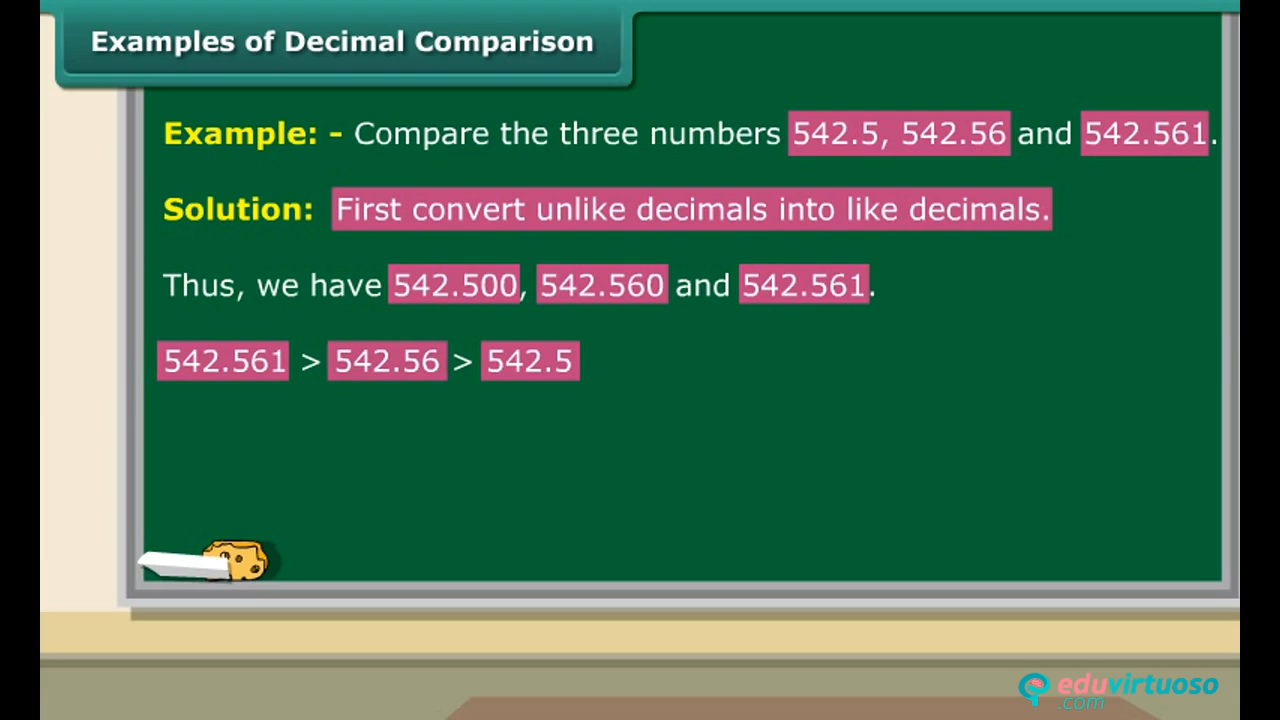 Examples of Decimal Comparison
Example: - Compare the three numbers 542.5, 542.56 and 542.561.
Solution: First convert unlike decimals into like decimals.
Thus, we have 542.500, 542.560 and 542.561.
542.561 > 542.56 > 542.5
eduvirtuoso
.com